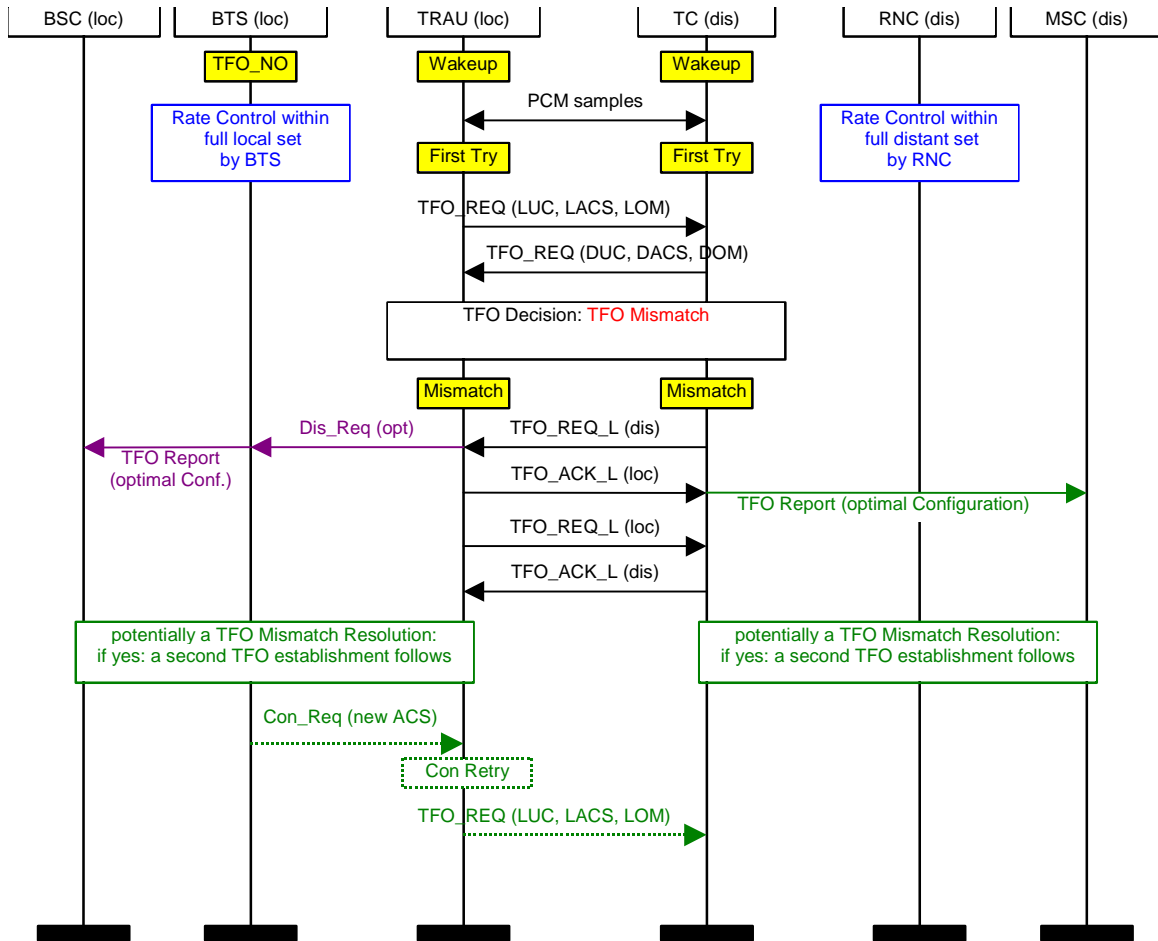 BSC (loc)
BTS (loc)
TRAU (loc)
TC (dis)
RNC (dis)
MSC (dis)
TFO_NO
Wakeup
Wakeup
PCM samples
Rate Control within
full local set
by BTS
Rate Control within
full distant set
by RNC
First Try
First Try
TFO_REQ (LUC, LACS, LOM)
TFO_REQ (DUC, DACS, DOM)
TFO Decision: TFO Mismatch
Mismatch
Mismatch
Dis_Req (opt)
TFO_REQ_L (dis)
TFO Report
(optimal Conf.)
TFO_ACK_L (loc)
TFO Report (optimal Configuration)
TFO_REQ_L (loc)
TFO_ACK_L (dis)
potentially a TFO Mismatch Resolution:
if yes: a second TFO establishment follows
potentially a TFO Mismatch Resolution:
if yes: a second TFO establishment follows
Con_Req (new ACS)
Con Retry
TFO_REQ (LUC, LACS, LOM)